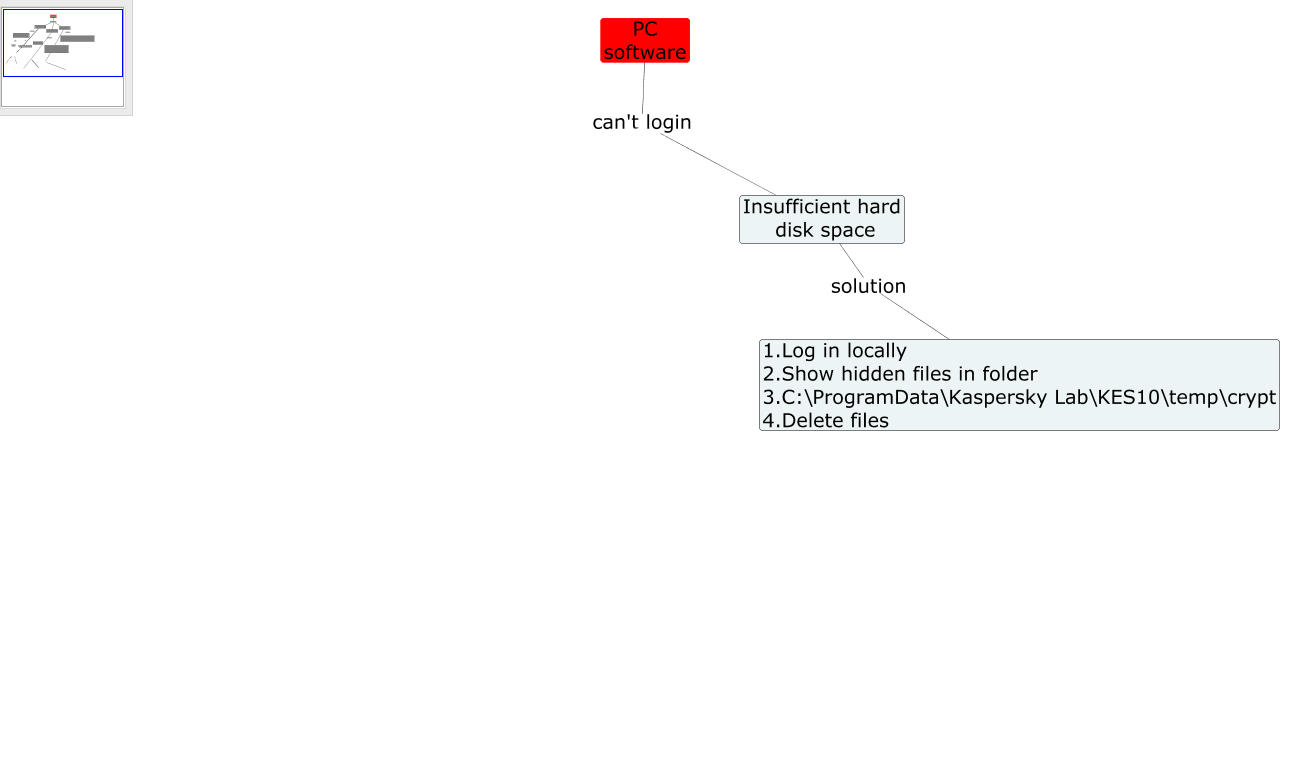 PC
software
can't login
Insufficient hard
disk space
solution
1.Log in locally
2.Show hidden files in folder
3.C:\ProgramData\Kaspersky Lab\KES10\temp\crypt
4.Delete files